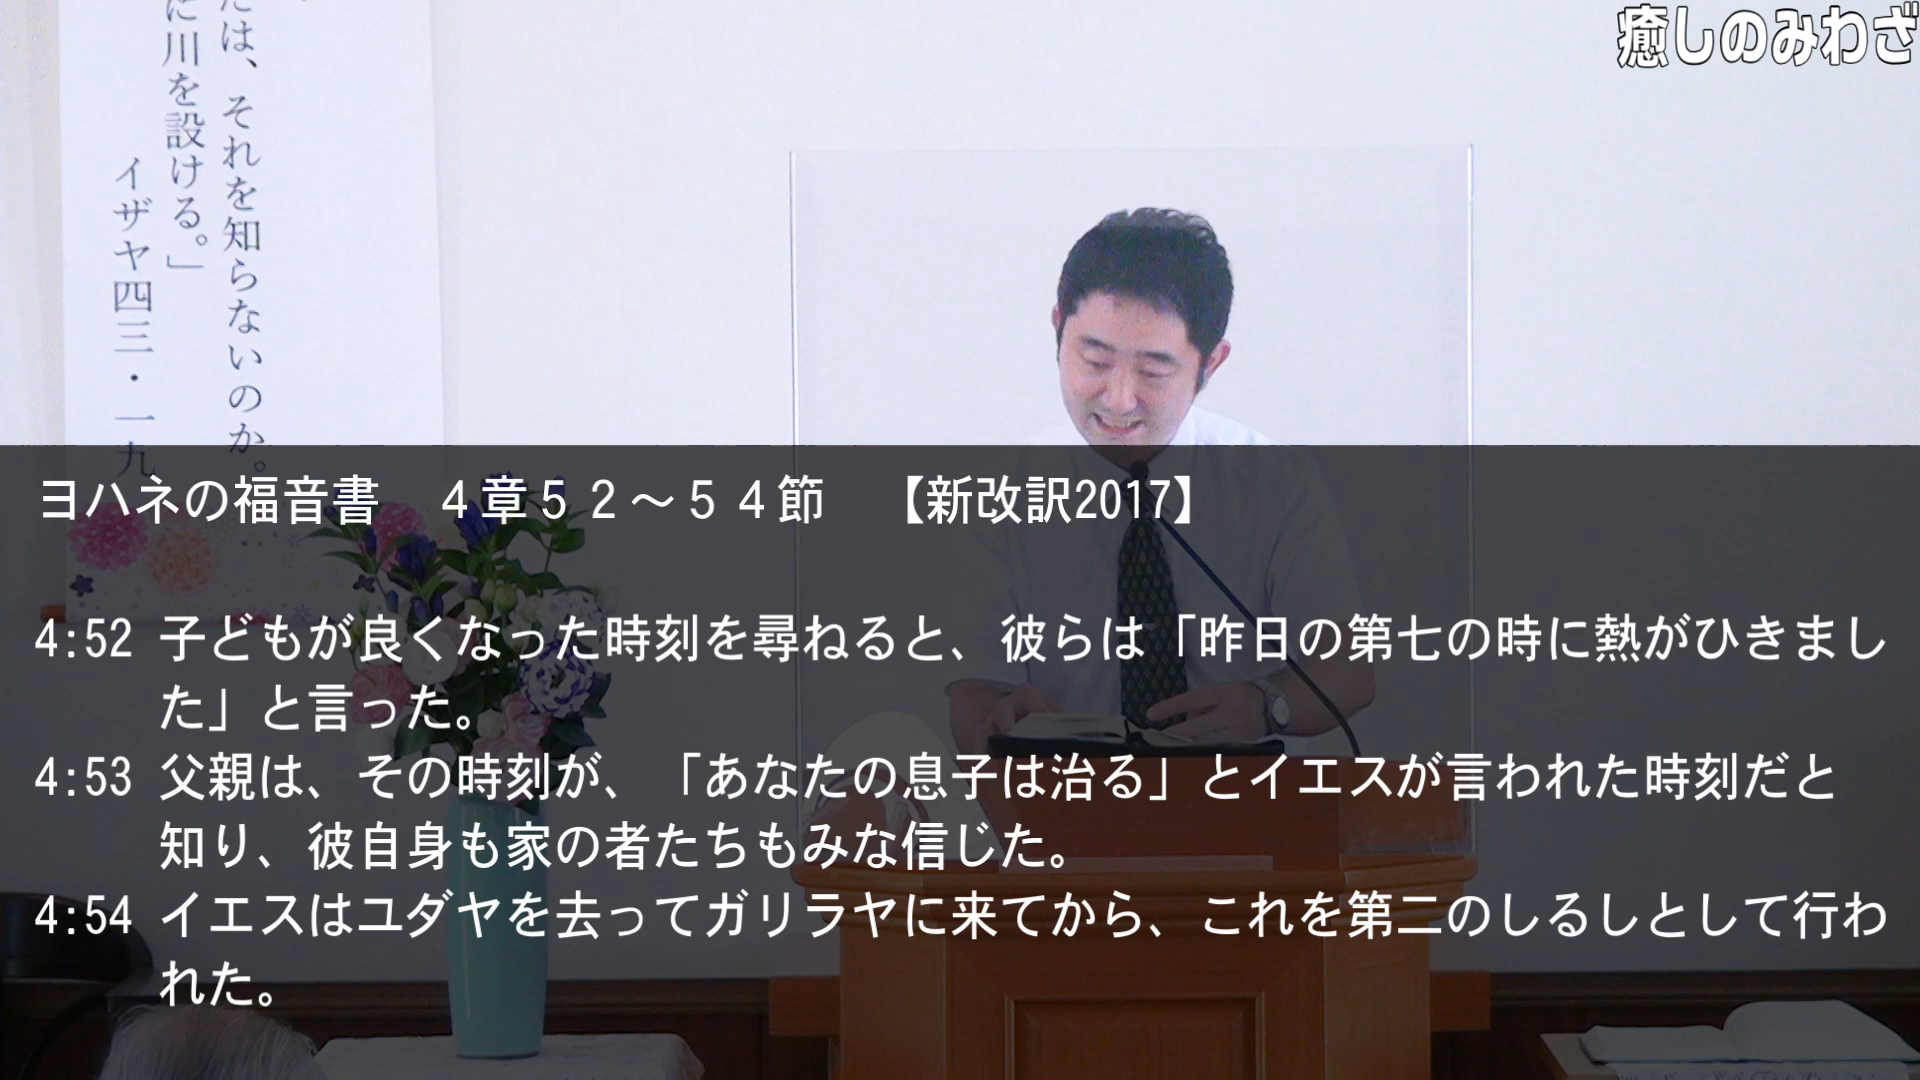 癒しのみわざ
たは、それを知らないのか。
に川を設ける。」
イザヤ四三・一九
ヨハネの福音書　４章５２～５４節　【新改訳2017】
4:52 子どもが良くなった時刻を尋ねると、彼らは「昨日の第七の時に熱がひきまし
た」と言った。
4:53 父親は、その時刻が、「あなたの息子は治る」とイエスが言われた時刻だと
知り、彼自身も家の者たちもみな信じた。
4:54 イエスはユダヤを去ってガリラヤに来てから、これを第二のしるしとして行わ
れた。